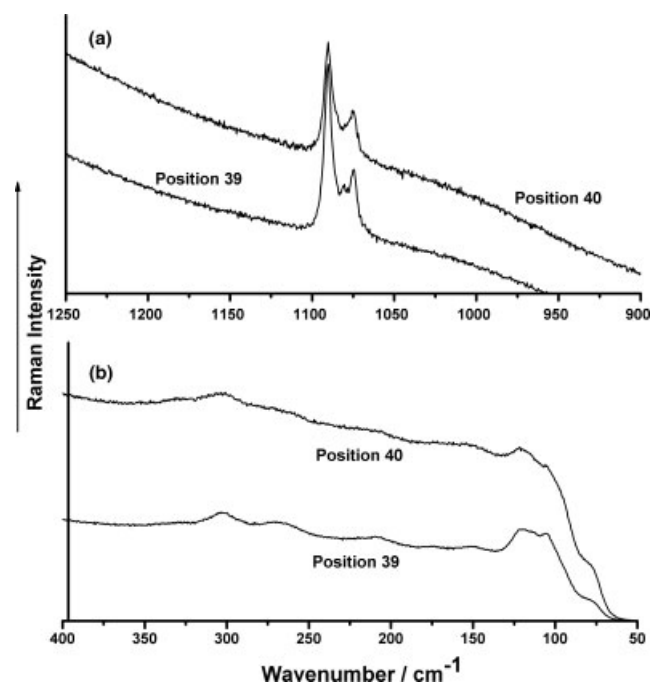 (a)
Position 39
Position 40
1250 1200 1150 1100 1050 1000 950 900
Raman Intensity
(b)
Position 40
Position 39
400 350 300 250 200 150 100 50
Wavenumber / cm⁻¹